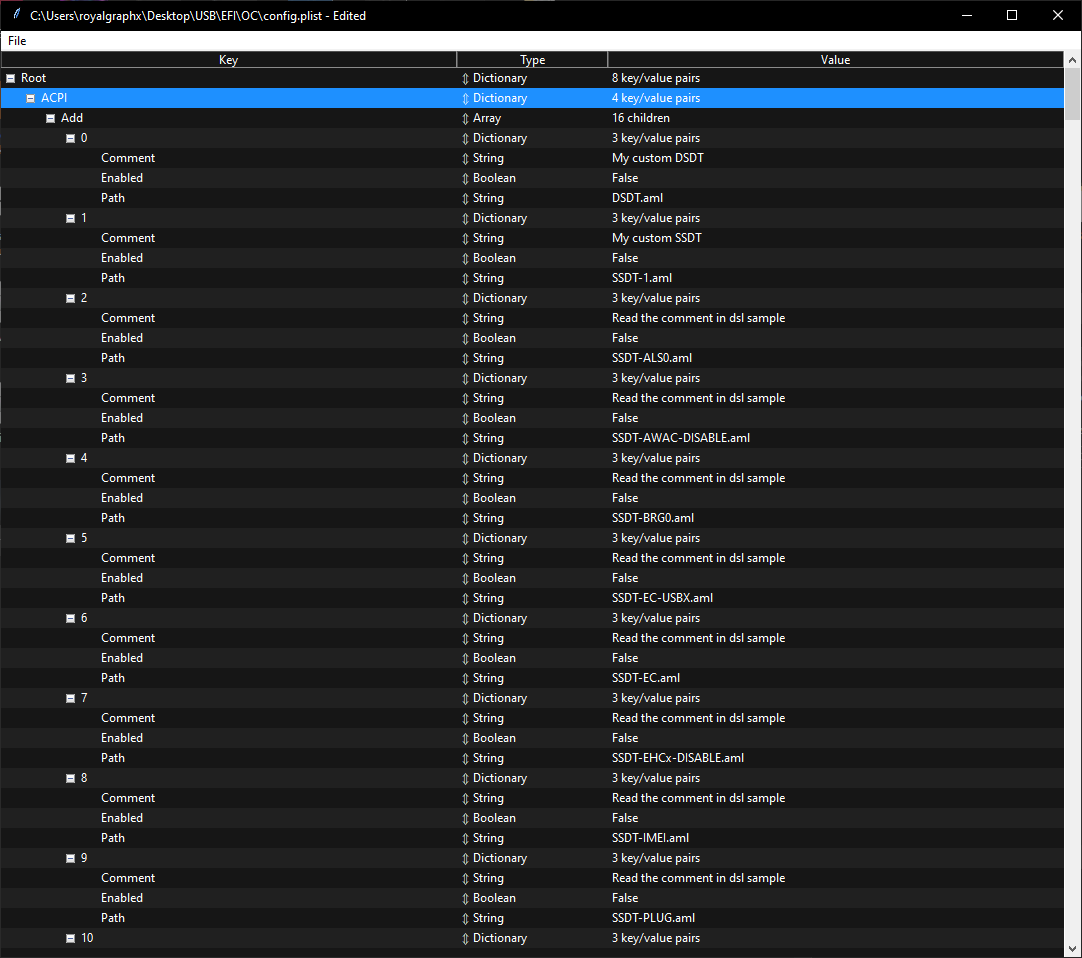 C:\Users\royalgraphx\Desktop\USB\EFI\OC\config.plist - Edited
File
Key Type Value
Root Dictionary 8 key/value pairs
ACPI Dictionary 4 key/value pairs
Add Array 16 children
0 Dictionary 3 key/value pairs
Comment String My custom DSDT
Enabled Boolean False
Path String DSDT.aml
1 Dictionary 3 key/value pairs
Comment String My custom SSDT
Enabled Boolean False
Path String SSDT-1.aml
2 Dictionary 3 key/value pairs
Comment String Read the comment in dsl sample
Enabled Boolean False
Path String SSDT-ALS0.aml
3 Dictionary 3 key/value pairs
Comment String Read the comment in dsl sample
Enabled Boolean False
Path String SSDT-AWAC-DISABLE.aml
4 Dictionary 3 key/value pairs
Comment String Read the comment in dsl sample
Enabled Boolean False
Path String SSDT-BRG0.aml
5 Dictionary 3 key/value pairs
Comment String Read the comment in dsl sample
Enabled Boolean False
Path String SSDT-EC-USBX.aml
6 Dictionary 3 key/value pairs
Comment String Read the comment in dsl sample
Enabled Boolean False
Path String SSDT-EC.aml
7 Dictionary 3 key/value pairs
Comment String Read the comment in dsl sample
Enabled Boolean False
Path String SSDT-EHCx-DISABLE.aml
8 Dictionary 3 key/value pairs
Comment String Read the comment in dsl sample
Enabled Boolean False
Path String SSDT-IMEI.aml
9 Dictionary 3 key/value pairs
Comment String Read the comment in dsl sample
Enabled Boolean False
Path String SSDT-PLUG.aml
10 Dictionary 3 key/value pairs